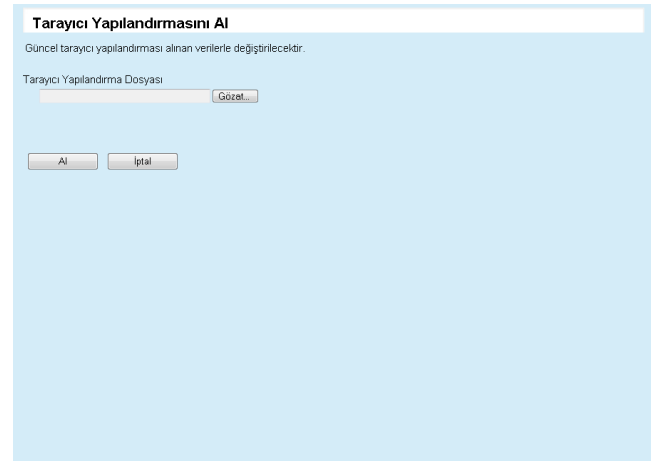 Tarayıcı Yapılandırmasını Al
Güncel tarayıcı yapılandırması alınan verilerle değiştirilecektir.
Tarayıcı Yapılandırma Dosyası
Gözat...
Al İptal